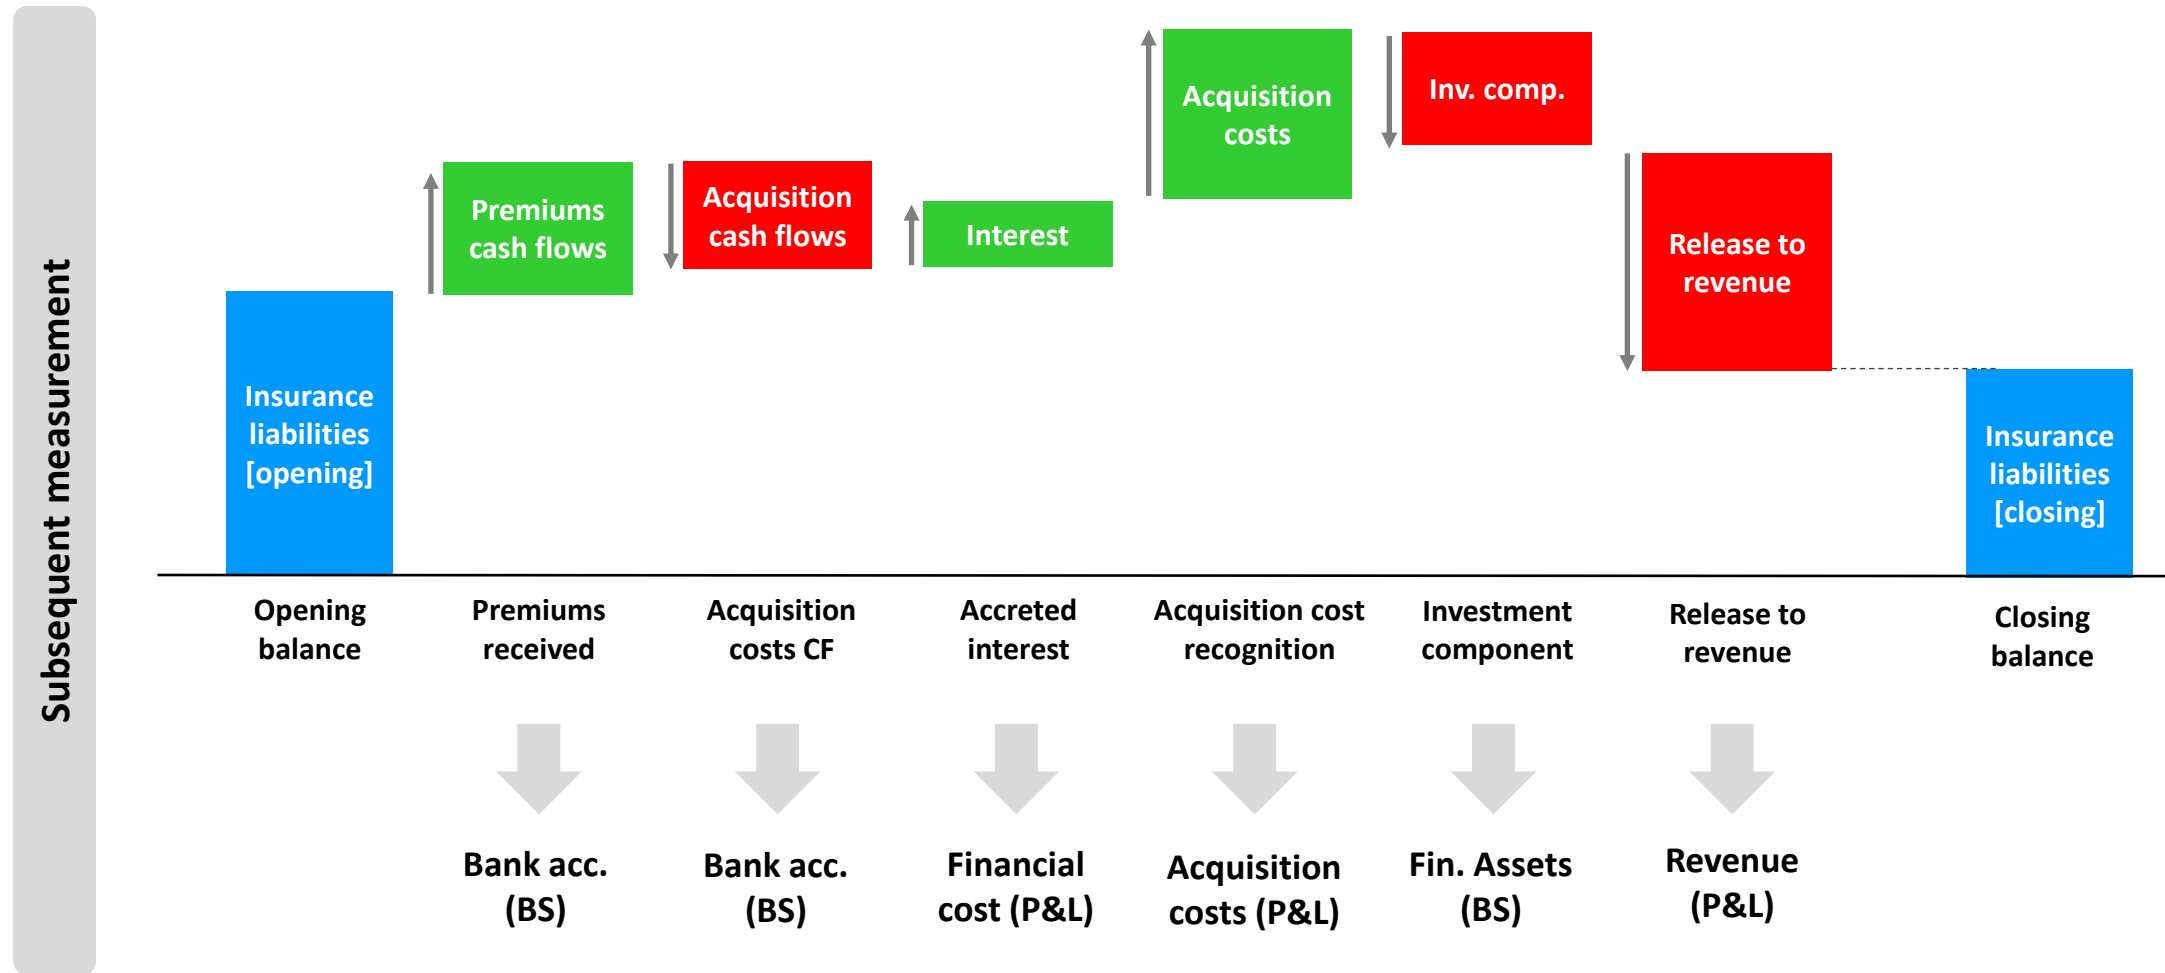 Subsequent measurement
Insurance
liabilities
[opening]
Premiums
cash flows
Acquisition
cash flows
Interest
Acquisition
costs
Inv. comp.
Release to
revenue
Insurance
liabilities
[closing]
Opening
balance
Premiums
received
Acquisition
costs CF
Accreted
interest
Acquisition cost
recognition
Investment
component
Release to
revenue
Closing
balance
Bank acc.
(BS)
Bank acc.
(BS)
Financial
cost (P&L)
Acquisition
costs (P&L)
Fin. Assets
(BS)
Revenue
(P&L)